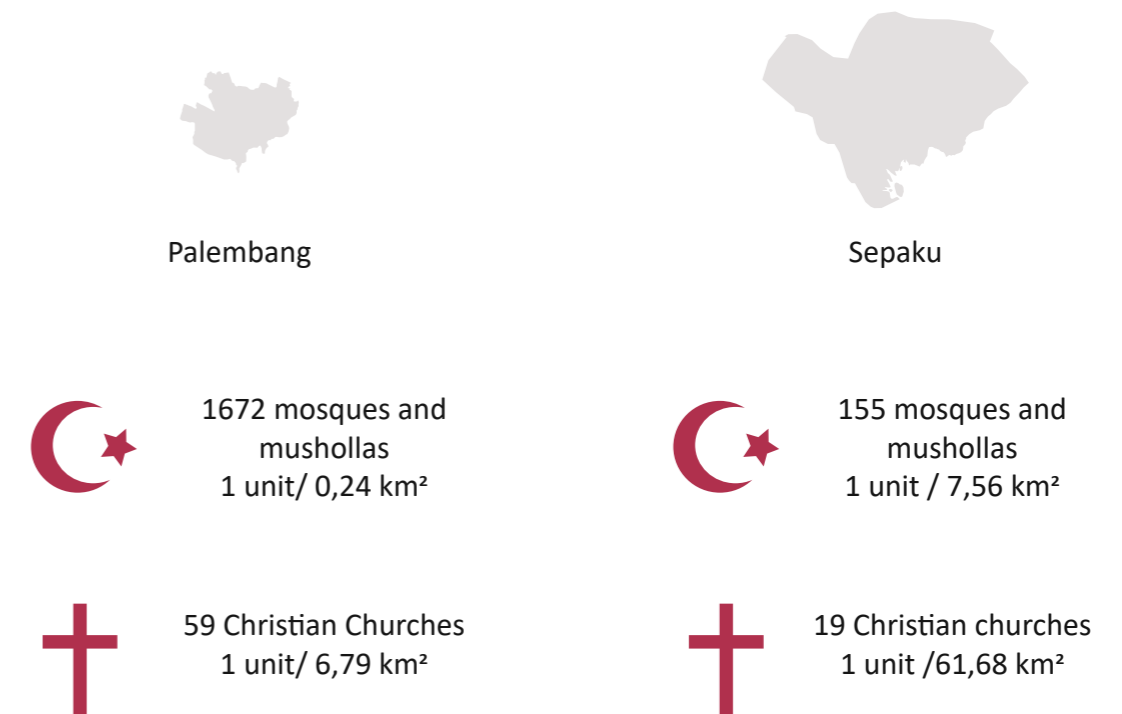 Palembang
Sepaku
1672 mosques and
mushollas
1 unit/ 0,24 km²
155 mosques and
mushollas
1 unit / 7,56 km²
59 Christian Churches
1 unit/ 6,79 km²
19 Christian churches
1 unit /61,68 km²